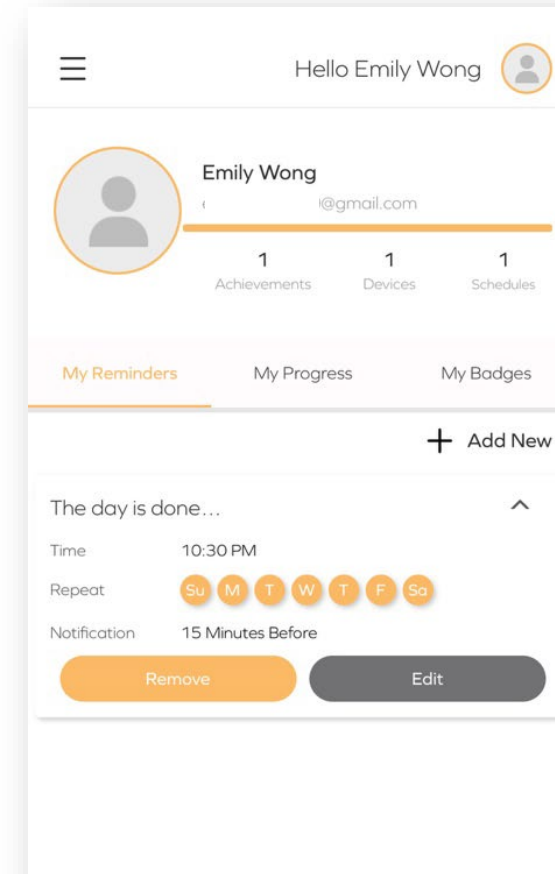 Hello Emily Wong
Emily Wong
@gmail.com
1 1 1
Achievements Devices Schedules
My Reminders My Progress My Badges
+ Add New
The day is done...
Time 10:30 PM
Repeat Su M T W T F Sa
Notification 15 Minutes Before
Remove Edit